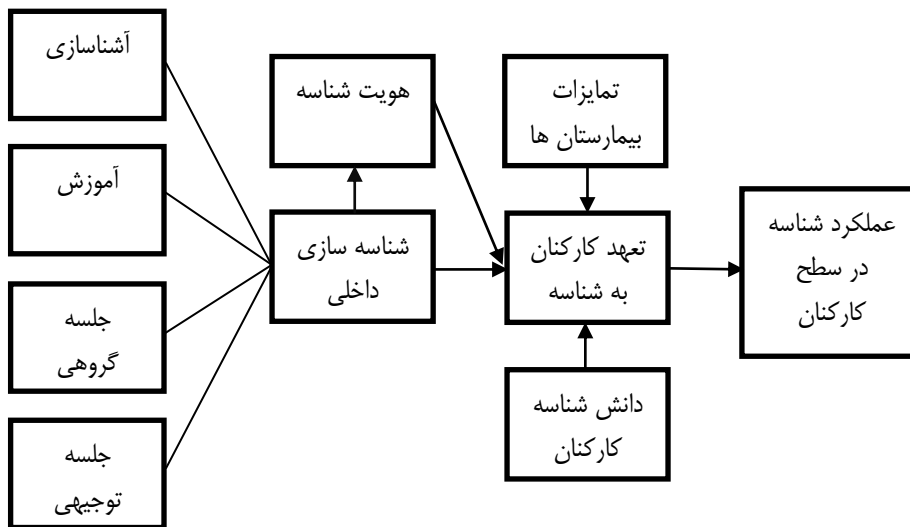 آشناسازی
آموزش
جلسه
گروهی
جلسه
توجیهی
هویت شناسه
شناسه سازی
داخلی
تمایزات
بیمارستان ها
تعهد کارکنان
به شناسه
دانش شناسه
کارکنان
عملکرد شناسه
در سطح
کارکنان